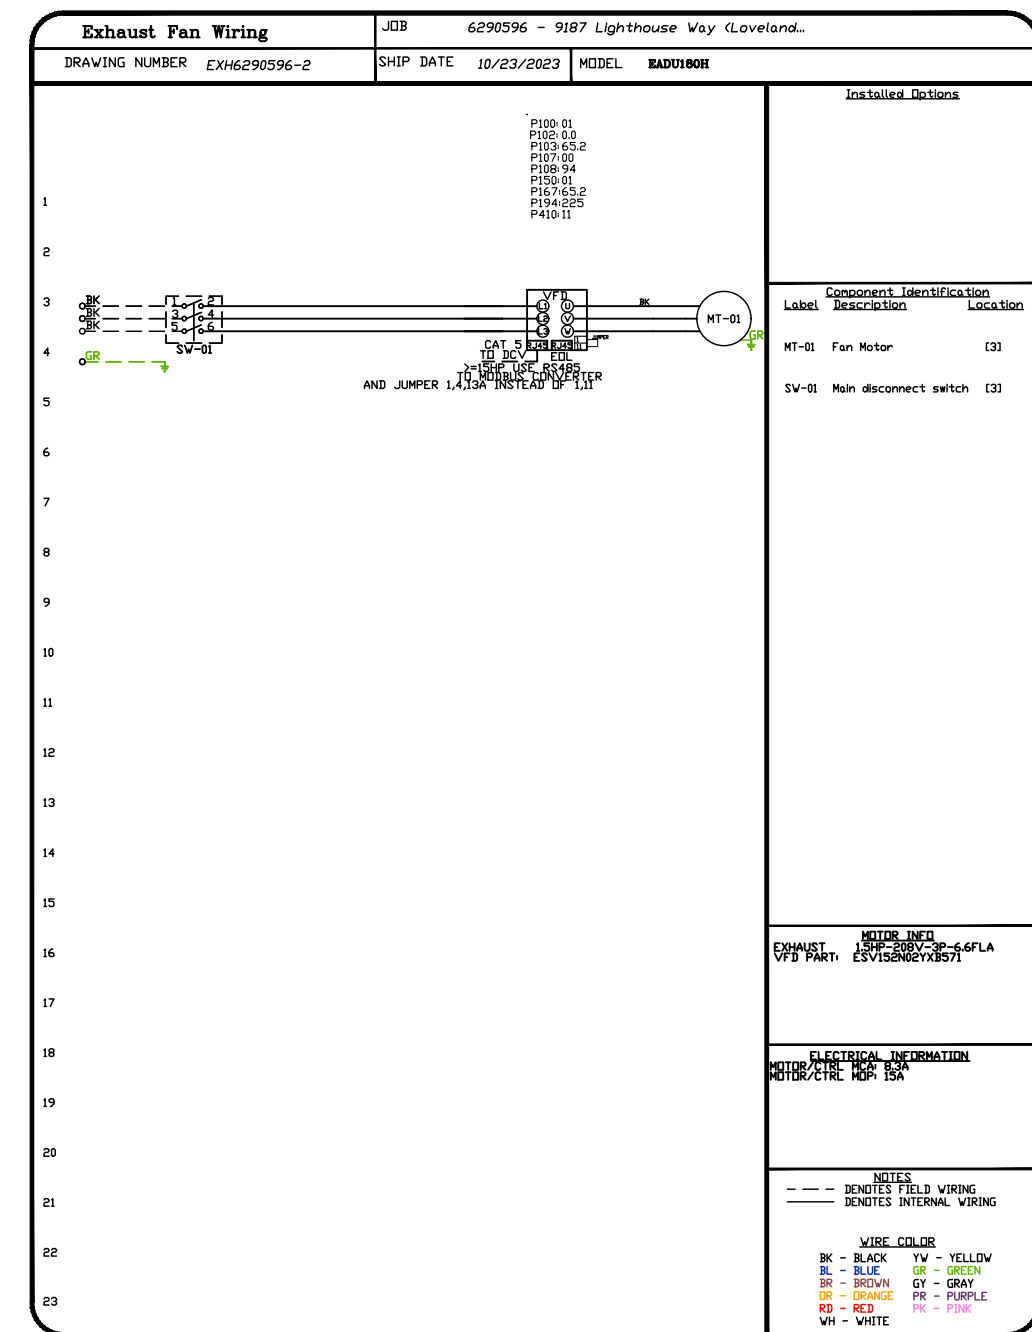 Exhaust Fan Wiring
JOB 6290596 - 9187 Lighthouse Way (Loveland...
DRAWING NUMBER EXH6290596-2
SHIP DATE 10/23/2023
MODEL EADU180H
Installed Options
P100: 01
P102: 0.0
P103: 65.2
P107: 00
P108: 94
P150: 01
P167: 65.2
P194: 225
P410: 11
1
2
3
4
5
6
7
8
9
10
11
12
13
14
15
16
17
18
19
20
21
22
23
BK
BK
BK
GR
1 2
3 4
5 6
SW-01
VFD
L1 U
L2 V
L3 W
BK
MT-01
GR
CAT 5 RJ45 RJ45
JUMPER
TO DCV EOL
>=15HP USE RS485
TO MODBUS CONVERTER
AND JUMPER 1,4,13A INSTEAD OF 1,11
Component Identification
Label Description Location
MT-01 Fan Motor [3]
SW-01 Main disconnect switch [3]
MOTOR INFO
EXHAUST 1.5HP-208V-3P-6.6FLA
VFD PART: ESV152N02YXB571
ELECTRICAL INFORMATION
MOTOR/CTRL MCA: 8.3A
MOTOR/CTRL MOP: 15A
NOTES
DENOTES FIELD WIRING
DENOTES INTERNAL WIRING
WIRE COLOR
BK - BLACK YW - YELLOW
BL - BLUE GR - GREEN
BR - BROWN GY - GRAY
OR - ORANGE PR - PURPLE
RD - RED PK - PINK
WH - WHITE